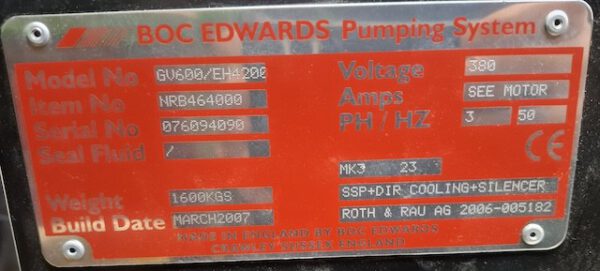 BOC EDWARDS Pumping System
Model No GV600/EH4200
Item No NRB464000
Serial No 076094090
Seal Fluid /
Weight 1600KGS
Build Date MARCH2007
Voltage 380
Amps SEE MOTOR
PH/HZ 3 50
CE
MK3 23
SSP+DIR COOLING+SILENCER
ROTH & RAU AG 2006-005182
MADE IN ENGLAND BY BOC EDWARDS
CRAWLEY SUSSEX ENGLAND